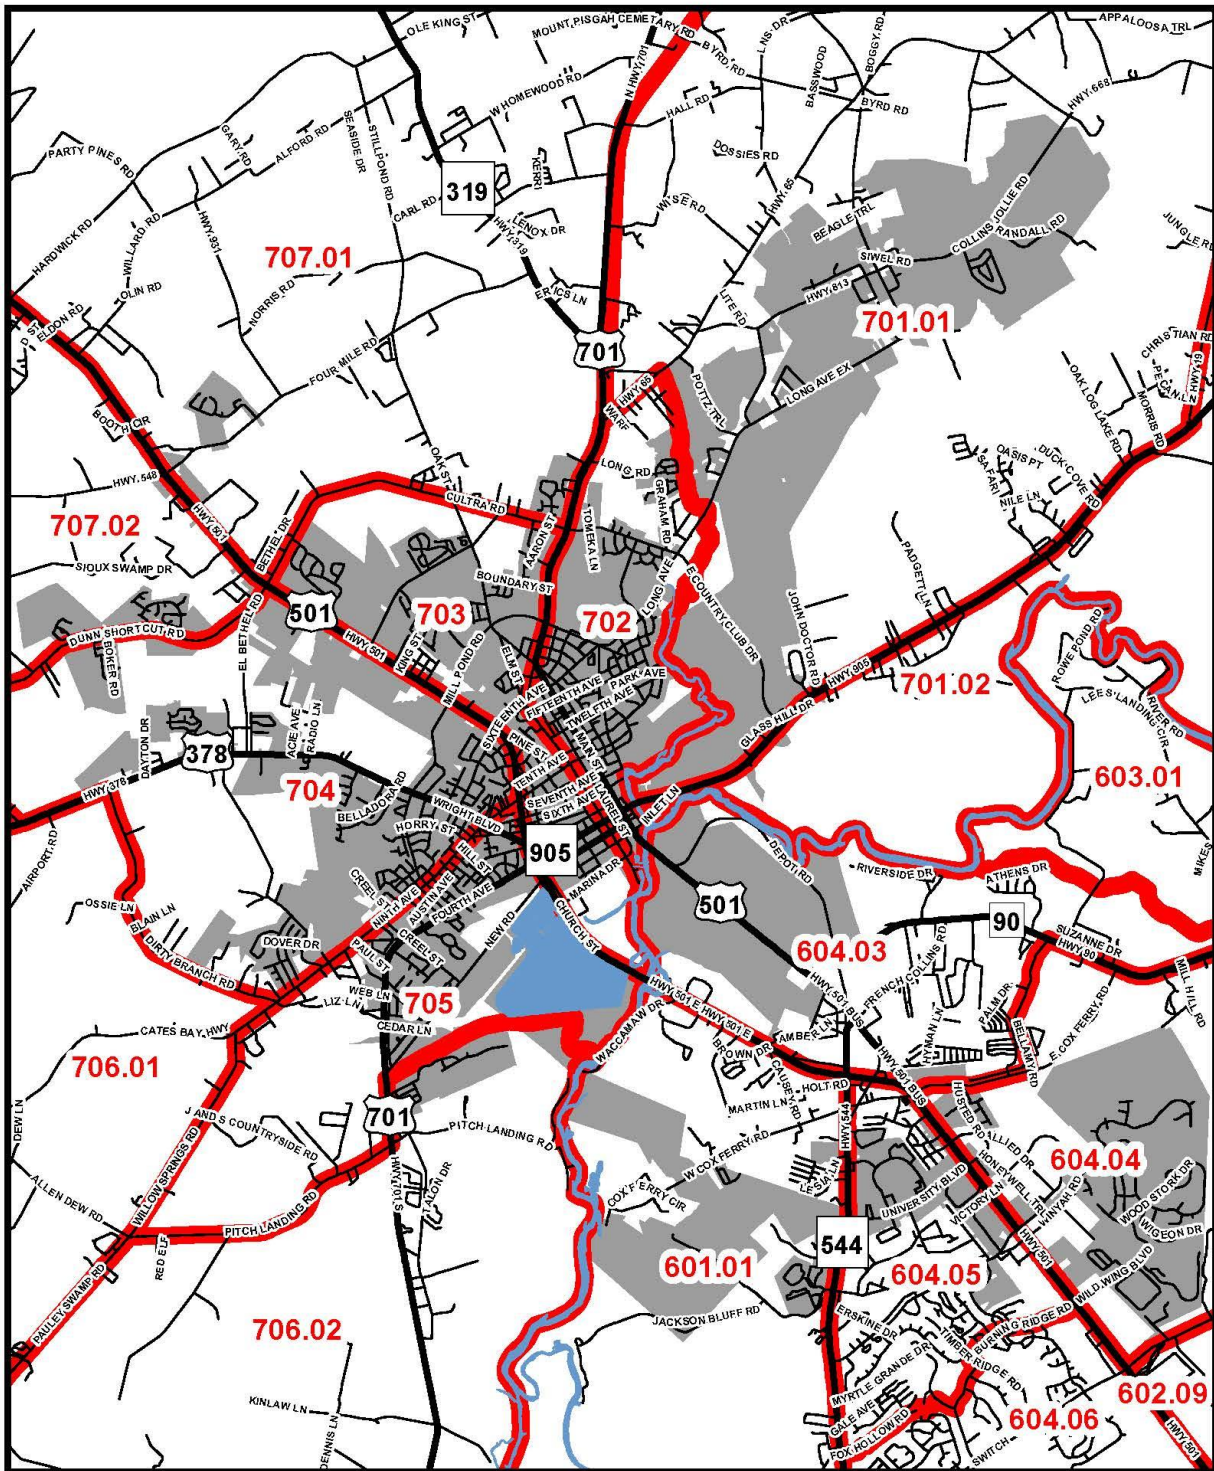 OLE KING ST
MOUNT PISGAH CEMETARY RD
BYRD RD
LNS DR
BASSWOOD
BOGGY RD
APPALOOSA TRL
N HWY 701
W HOMEWOOD RD
HALL RD
BYRD RD
HWY 668
GARY RD
ALFORD RD
SEASIDE DR
STILLPOND RD
PARTY PINES RD
DOSSIES RD
KERRI
319
CARL RD
LENOX DR
HWY 319
WISE RD
HWY 65
BEAGLE TRL
COLLINS JOLLIE RD
RANDALL RD
JUNGLE RD
HARDWICK RD
WILLARD RD
HWY 931
707.01
SIWEL RD
OLIN RD
NORRIS RD
ERICS LN
LITE RD
HWY 813
701.01
D ST
ELDON RD
701
CHRISTIAN RD
HWY 19
PECAN LN
FOUR MILE RD
HWY 65
POTTZ TRL
LONG AVE EX
OAK LOG LAKE RD
MORRIS RD
BOOTH CIR
WARF
OAK ST
LONG RD
GRAHAM RD
SAFARI
OASIS PT
DUCK COVE RD
NILE LN
HWY 548
CULTRA RD
707.02
HWY 501
BETHEL DR
AARON ST
TOMEKA LN
SIOUX SWAMP DR
BOUNDARY ST
LONG AVE
E COUNTRY CLUB DR
PADGETT LN
JOHN DOCTOR RD
501
703
702
DUNN SHORT CUT RD
EL BETHEL RD
HWY 501
KING ST
MILL POND RD
ELM ST
PARK AVE
BOKER RD
HWY 905
701.02
ROWE POND RD
LEES LANDING CIR
RIVER RD
SIXTEENTH AVE
FIFTEENTH AVE
TWELFTH AVE
GLASS HILL DR
DAYTON DR
ACIE AVE
RADIO LN
378
PINE ST
MAIN ST
TENTH AVE
603.01
HWY 378
704
BELLADORA RD
WRIGHT BLVD
SEVENTH AVE
SIXTH AVE
LAUREL ST
INLET LN
HORRY ST
905
HILL ST
MARINA DR
DEPOT RD
RIVERSIDE DR
ATHENS DR
MIKES
AIRPORT RD
CREEL ST
NINTH AVE
AUSTIN AVE
FOURTH AVE
501
90
OSSIE LN
BLAIN LN
DIRTY BRANCH RD
DOVER DR
PAUL ST
CREEL ST
NEW RD
CHURCH ST
604.03
FRENCH COLLINS RD
SUZANNE DR
HWY 90
WEB LN
LIZ LN
705
HWY 501 E
HWY 501 E
HWY 501 BUS
PALM DR
MILL HILL RD
CATES BAY HWY
CEDAR LN
WACCAMAW DR
AMBER LN
HYMAN LN
BELLAMY RD
E COX FERRY RD
706.01
BROWN DR
CAUSEY RD
HWY 501 BUS
HOLT RD
MARTIN LN
HUSTED RD
ALLIED DR
DEW LN
J AND S COUNTRYSIDE RD
701
PITCH LANDING RD
W COX FERRY RD
HWY 544
HONEYWELL TRL
604.04
WILLOW SPRINGS RD
ALLEN DEW RD
TALON DR
HWY 701 S
LESIA LN
UNIVERSITY BLVD
VICTORY LN
WINYAH RD
WOOD STORK DR
WIGEON DR
COX FERRY CIR
PITCH LANDING RD
RED ELF
544
HWY 501
601.01
604.05
WILD WING BLVD
PAULEY SWAMP RD
JACKSON BLUFF RD
ERSKINE DR
BURNING RIDGE RD
TIMBER RIDGE RD
706.02
MYRTLE GRANDE DR
602.09
KINLAW LN
GALE AVE
604.06
DENNIS LN
FOX HOLLOW RD
SWITCH
HWY 501